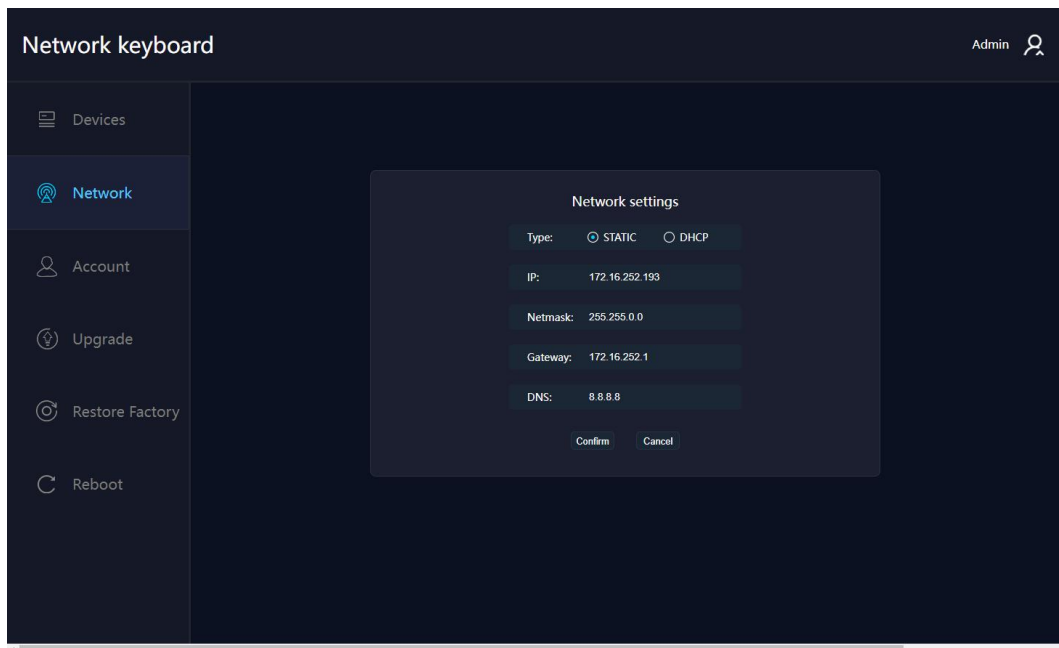 Network keyboard
Admin
Devices
Network
Account
Upgrade
Restore Factory
Reboot
Network settings
Type: STATIC DHCP
IP: 172.16.252.193
Netmask: 255.255.0.0
Gateway: 172.16.252.1
DNS: 8.8.8.8
Confirm Cancel